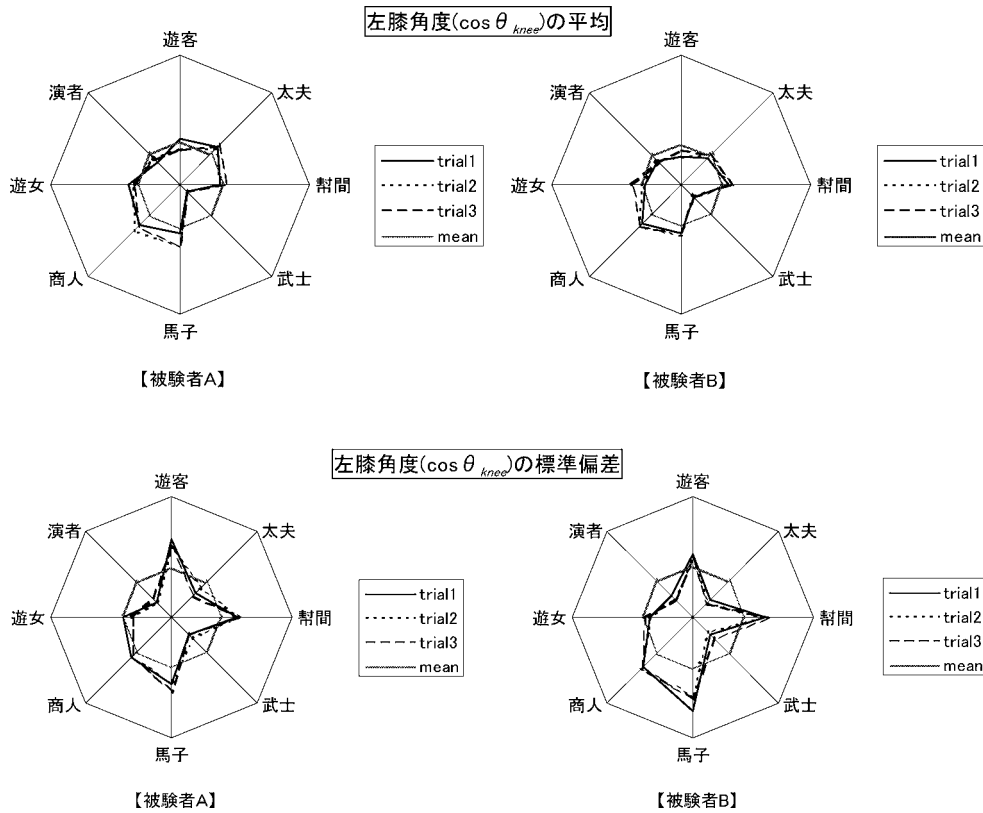 左膝角度(cosθknee)の平均
遊客
太夫
幇間
武士
馬子
商人
遊女
演者
trial1
trial2
trial3
mean
【被験者A】
遊客
太夫
幇間
武士
馬子
商人
遊女
演者
trial1
trial2
trial3
mean
【被験者B】
左膝角度(cosθknee)の標準偏差
遊客
太夫
幇間
武士
馬子
商人
遊女
演者
trial1
trial2
trial3
mean
【被験者A】
遊客
太夫
幇間
武士
馬子
商人
遊女
演者
trial1
trial2
trial3
mean
【被験者B】